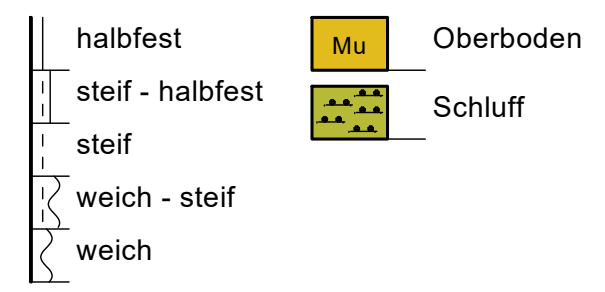 halbfest
steif - halbfest
steif
weich - steif
weich
Mu
Oberboden
Schluff